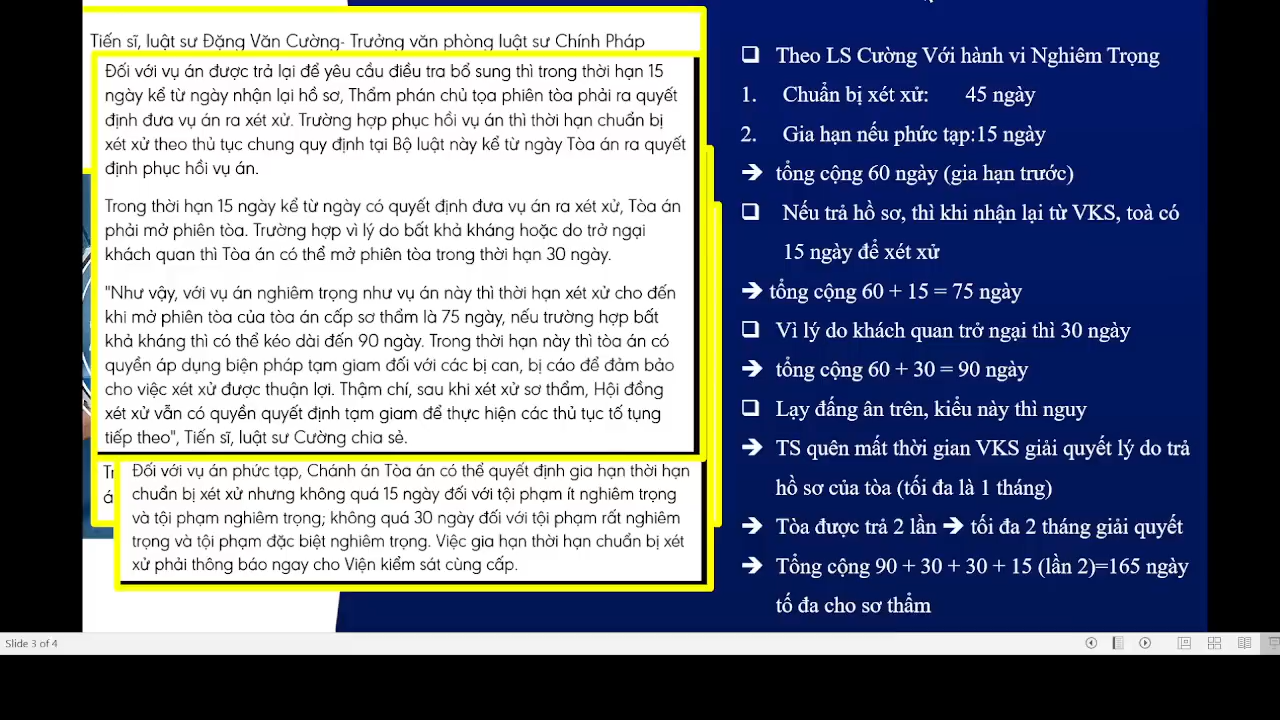 Tiến sĩ, luật sư Đặng Văn Cường- Trưởng văn phòng luật sư Chính Pháp
Đối với vụ án được trả lại để yêu cầu điều tra bổ sung thì trong thời hạn 15
ngày kể từ ngày nhận lại hồ sơ, Thẩm phán chủ tọa phiên tòa phải ra quyết
định đưa vụ án ra xét xử. Trường hợp phục hồi vụ án thì thời hạn chuẩn bị
xét xử theo thủ tục chung quy định tại Bộ luật này kể từ ngày Tòa án ra quyết
định phục hồi vụ án.
Trong thời hạn 15 ngày kể từ ngày có quyết định đưa vụ án ra xét xử, Tòa án
phải mở phiên tòa. Trường hợp vì lý do bất khả kháng hoặc do trở ngại
khách quan thì Tòa án có thể mở phiên tòa trong thời hạn 30 ngày.
"Như vậy, với vụ án nghiêm trọng như vụ án này thì thời hạn xét xử cho đến
khi mở phiên tòa của tòa án cấp sơ thẩm là 75 ngày, nếu trường hợp bất
khả kháng thì có thể kéo dài đến 90 ngày. Trong thời hạn này thì tòa án có
quyền áp dụng biện pháp tạm giam đối với các bị can, bị cáo để đảm bảo
cho việc xét xử được thuận lợi. Thậm chí, sau khi xét xử sơ thẩm, Hội đồng
xét xử vẫn có quyền quyết định tạm giam để thực hiện các thủ tục tố tụng
tiếp theo", Tiến sĩ, luật sư Cường chia sẻ.
Đối với vụ án phức tạp, Chánh án Tòa án có thể quyết định gia hạn thời hạn
chuẩn bị xét xử nhưng không quá 15 ngày đối với tội phạm ít nghiêm trọng
và tội phạm nghiêm trọng; không quá 30 ngày đối với tội phạm rất nghiêm
trọng và tội phạm đặc biệt nghiêm trọng. Việc gia hạn thời hạn chuẩn bị xét
xử phải thông báo ngay cho Viện kiểm sát cùng cấp.
❑ Theo LS Cường Với hành vi Nghiêm Trọng
1. Chuẩn bị xét xử: 45 ngày
2. Gia hạn nếu phức tạp:15 ngày
➔ tổng cộng 60 ngày (gia hạn trước)
❑ Nếu trả hồ sơ, thì khi nhận lại từ VKS, toà có
15 ngày để xét xử
➔ tổng cộng 60 + 15 = 75 ngày
❑ Vì lý do khách quan trở ngại thì 30 ngày
➔ tổng cộng 60 + 30 = 90 ngày
❑ Lạy đấng ân trên, kiểu này thì nguy
➔ TS quên mất thời gian VKS giải quyết lý do trả
hồ sơ của tòa (tối đa là 1 tháng)
➔ Tòa được trả 2 lần ➔ tối đa 2 tháng giải quyết
➔ Tổng cộng 90 + 30 + 30 + 15 (lần 2)=165 ngày
tố đa cho sơ thẩm
Slide 3 of 4